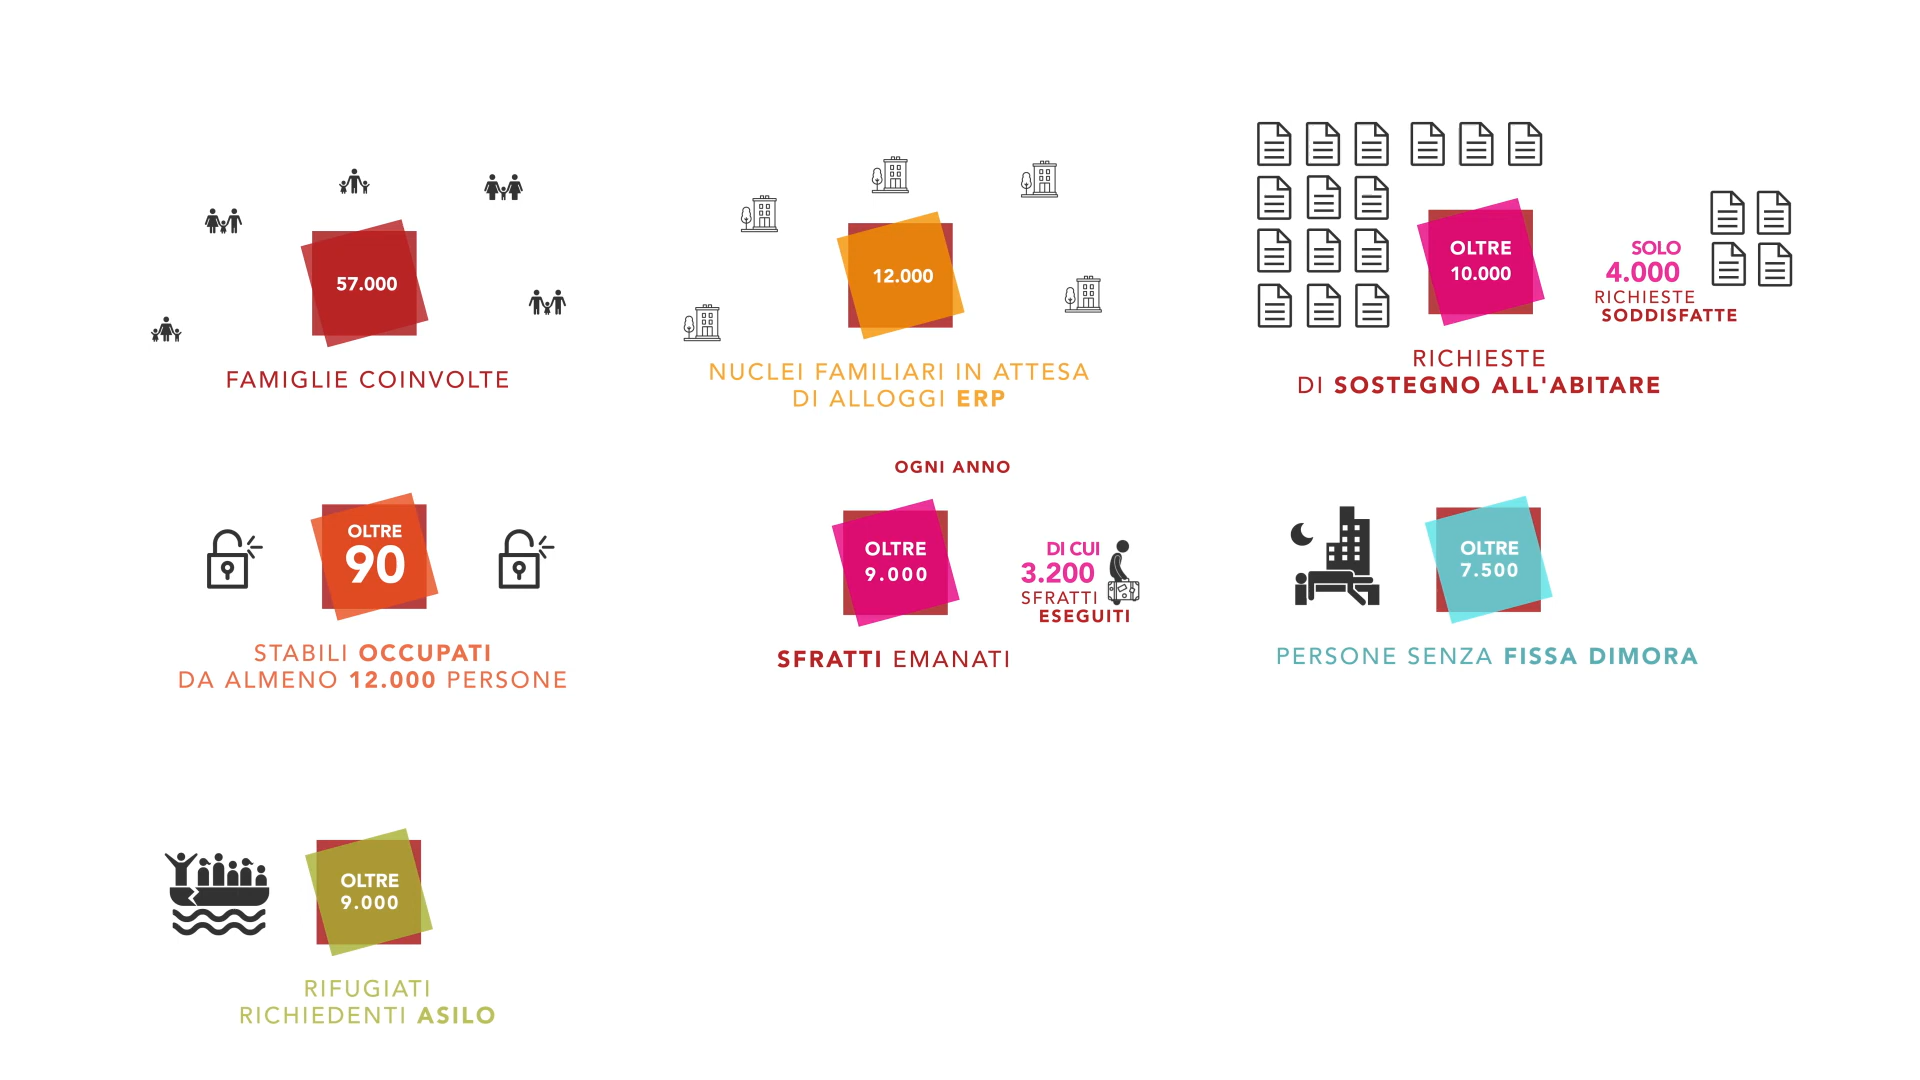 57.000
FAMIGLIE COINVOLTE
12.000
NUCLEI FAMILIARI IN ATTESA
DI ALLOGGI ERP
OLTRE
10.000
SOLO
4.000
RICHIESTE
SODDISFATTE
RICHIESTE
DI SOSTEGNO ALL'ABITARE
OLTRE
90
STABILI OCCUPATI
DA ALMENO 12.000 PERSONE
OGNI ANNO
OLTRE
9.000
DI CUI
3.200
SFRATTI
ESEGUITI
SFRATTI EMANATI
OLTRE
7.500
PERSONE SENZA FISSA DIMORA
OLTRE
9.000
RIFUGIATI
RICHIEDENTI ASILO